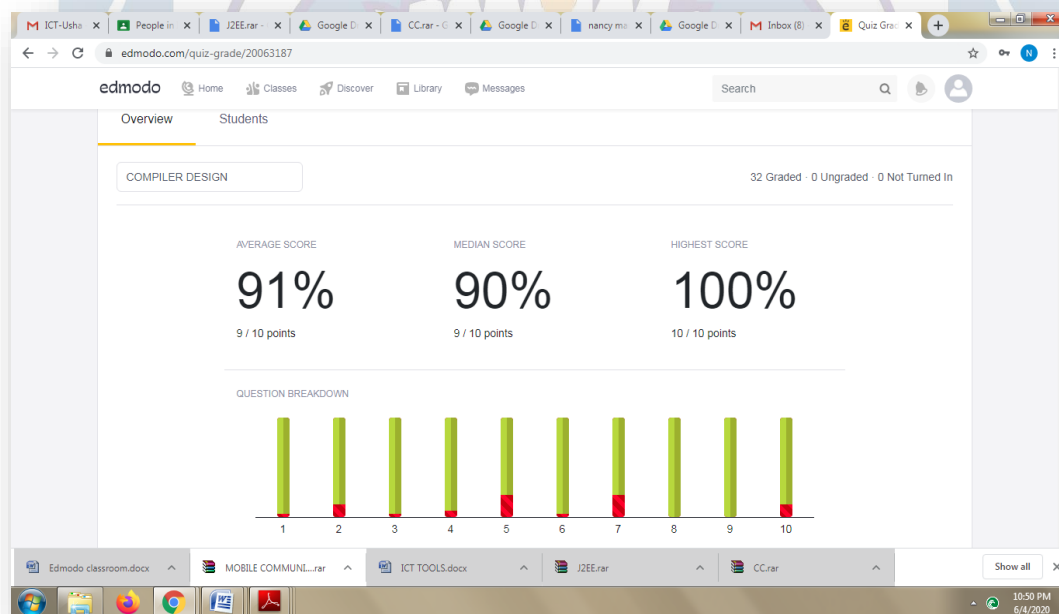 ICT-Usha People in J2EE.rar - Google D CC.rar - G Google D nancy ma Google D Inbox (8) Quiz Grad
edmodo.com/quiz-grade/20063187 N
edmodo Home Classes Discover Library Messages Search
Overview Students
COMPILER DESIGN 32 Graded · 0 Ungraded · 0 Not Turned In
AVERAGE SCORE MEDIAN SCORE HIGHEST SCORE
91% 90% 100%
9 / 10 points 9 / 10 points 10 / 10 points
QUESTION BREAKDOWN
1 2 3 4 5 6 7 8 9 10
Edmodo classroom.docx MOBILE COMMUNI....rar ICT TOOLS.docx J2EE.rar CC.rar Show all
10:50 PM
6/4/2020